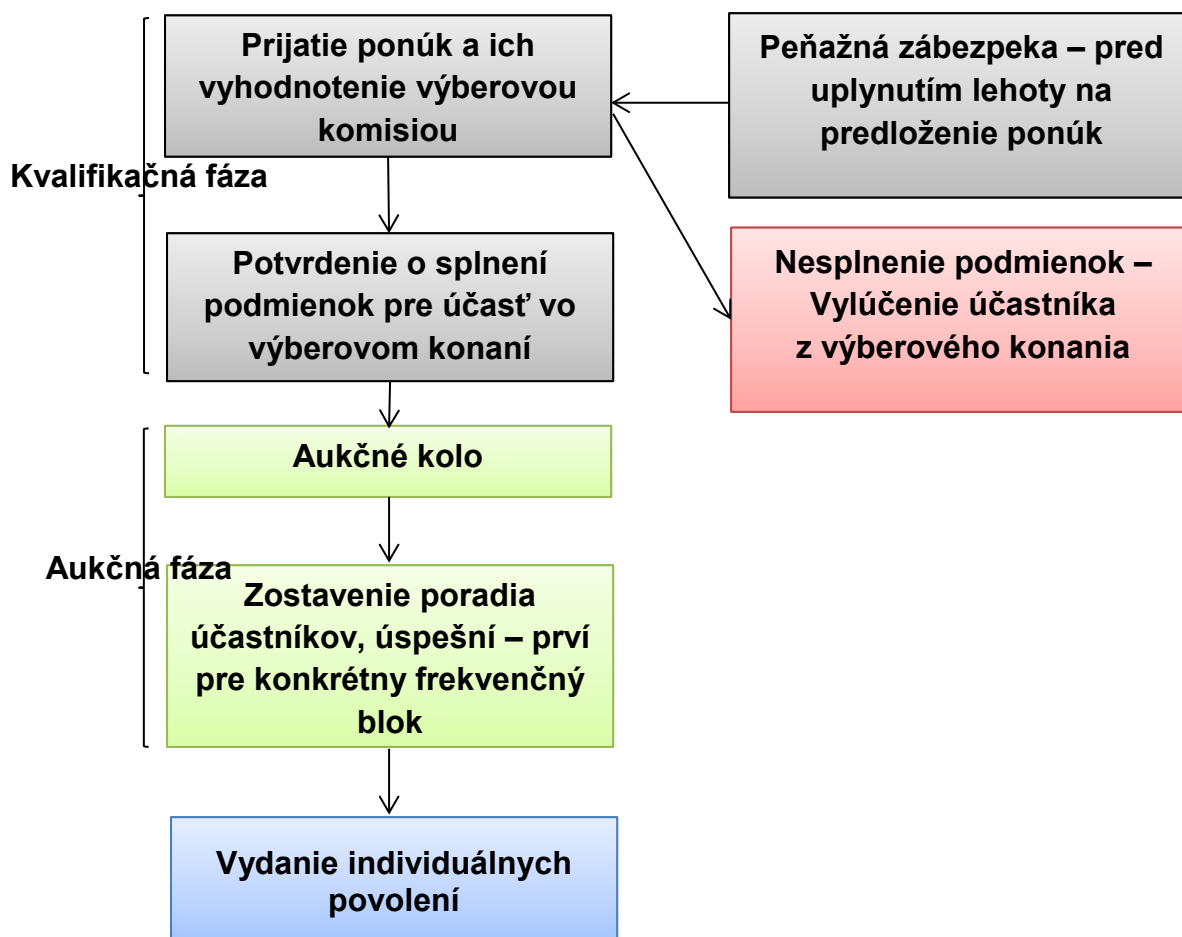 Prijatie ponúk a ich
vyhodnotenie výberovou
komisiou
Peňažná zábezpeka – pred
uplynutím lehoty na
predloženie ponúk
Kvalifikačná fáza
Potvrdenie o splnení
podmienok pre účasť vo
výberovom konaní
Nesplnenie podmienok –
Vylúčenie účastníka
z výberového konania
Aukčné kolo
Aukčná fáza
Zostavenie poradia
účastníkov, úspešní – prví
pre konkrétny frekvenčný
blok
Vydanie individuálnych
povolení